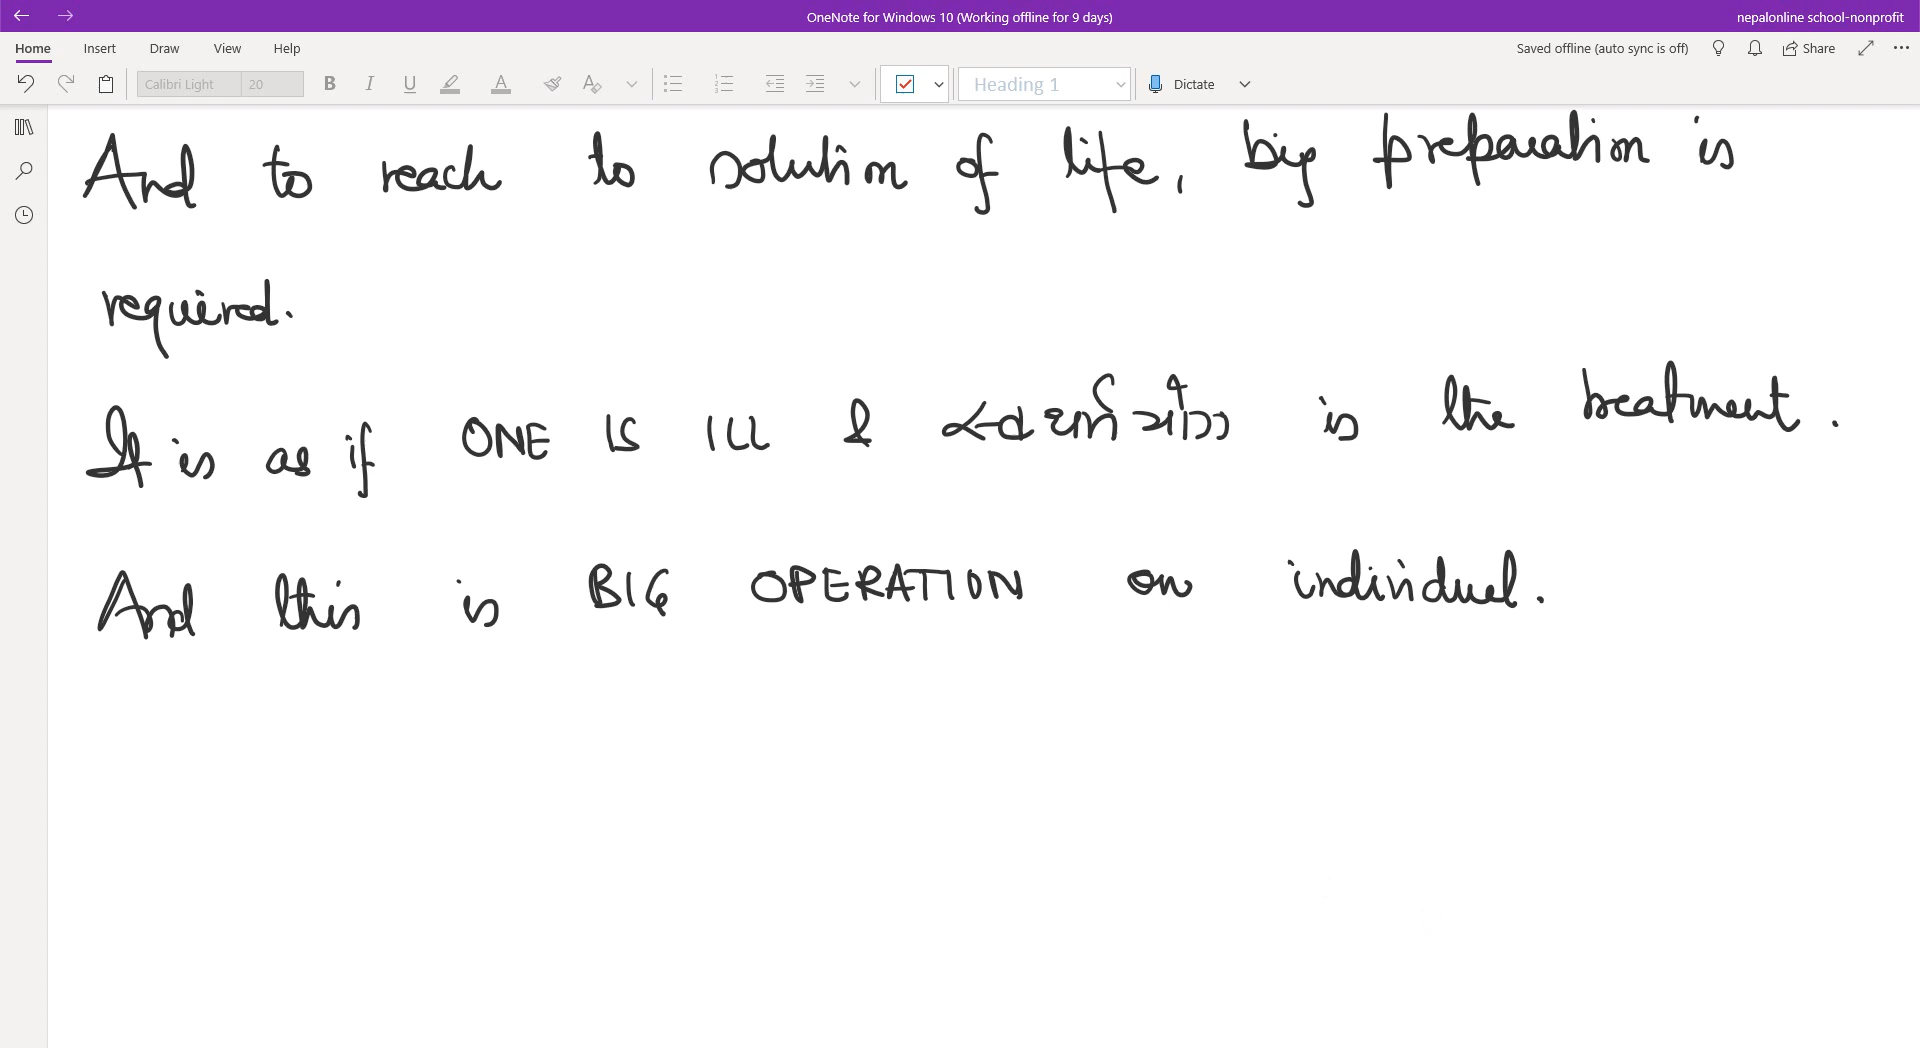 OneNote for Windows 10 (Working offline for 9 days)
nepalonline school-nonprofit
Home Insert Draw View Help
Saved offline (auto sync is off) Share
Calibri Light 20 B I U A A Heading 1 Dictate
And to reach to solution of life, big preparation is
required.
It is as if ONE IS ILL & is the treatment.
And this is BIG OPERATION on individual.